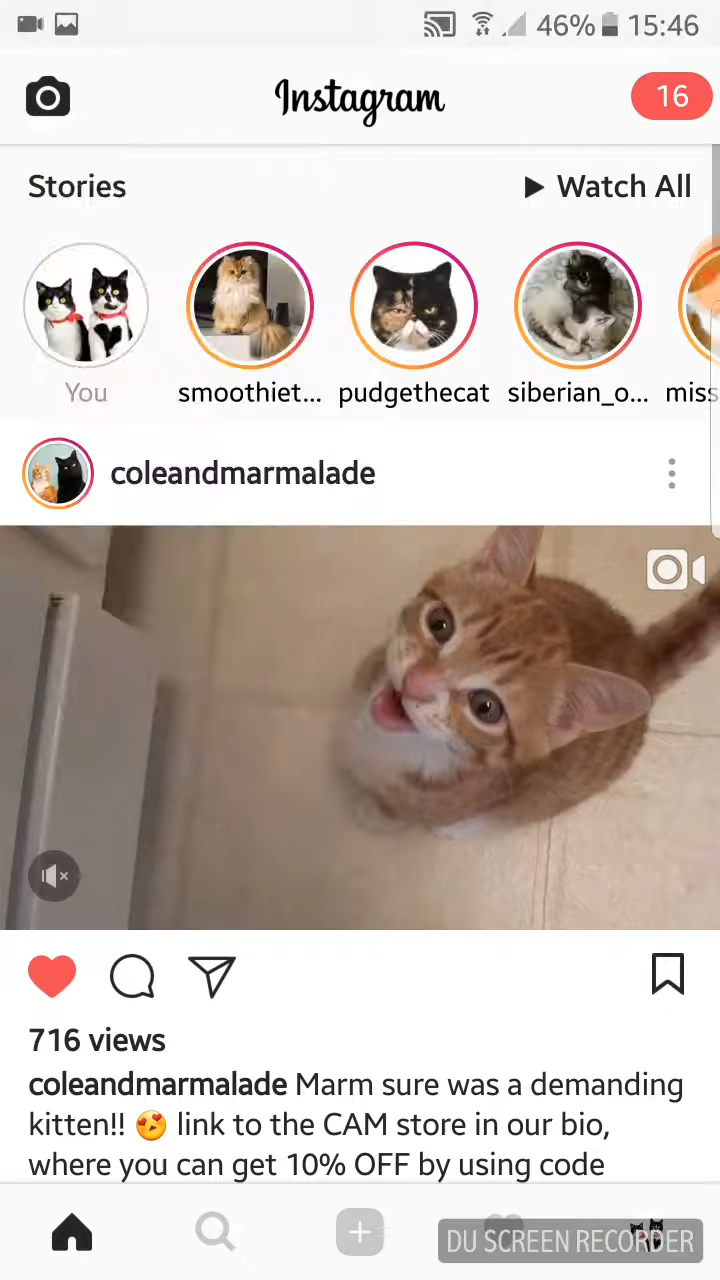 46% 15:46
Instagram
16
Stories
Watch All
You
smoothiet...
pudgethecat
siberian_o...
miss
coleandmarmalade
716 views
coleandmarmalade Marm sure was a demanding
kitten!! 😍 link to the CAM store in our bio,
where you can get 10% OFF by using code
DU SCREEN RECORDER